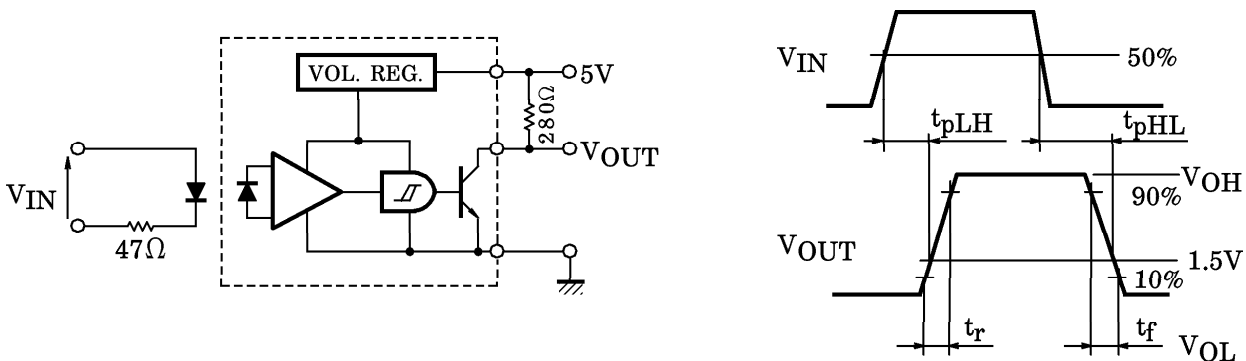 VOL. REG.
5V
280Ω
VOUT
VIN
47Ω
VIN
50%
tpLH
tpHL
VOH
90%
VOUT
1.5V
10%
tr
tf
VOL